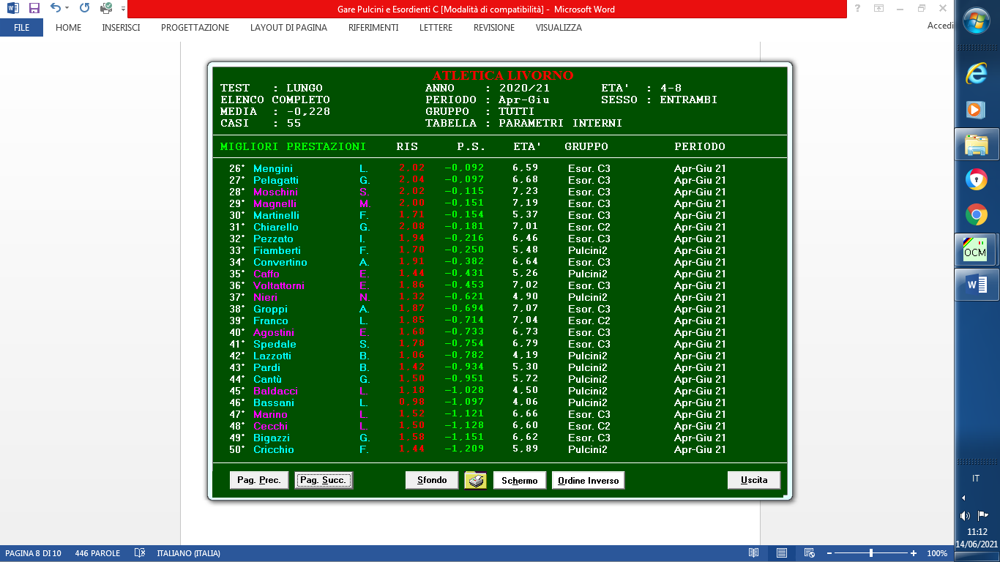 Gare Pulcini e Esordienti C [Modalità di compatibilità] - Microsoft Word
FILE HOME INSERISCI PROGETTAZIONE LAYOUT DI PAGINA RIFERIMENTI LETTERE REVISIONE VISUALIZZA Accedi
ATLETICA LIVORNO
TEST : LUNGO ANNO : 2020/21 ETA' : 4-8
ELENCO COMPLETO PERIODO : Apr-Giu SESSO : ENTRAMBI
MEDIA : -0,228 GRUPPO : TUTTI
CASI : 55 TABELLA : PARAMETRI INTERNI
MIGLIORI PRESTAZIONI RIS P.S. ETA' GRUPPO PERIODO
26° Mengini L. 2.02 -0,092 6,59 Esor. C3 Apr-Giu 21
27° Pelagatti G. 2.04 -0,097 6,68 Esor. C3 Apr-Giu 21
28° Moschini S. 2.02 -0,115 7,23 Esor. C3 Apr-Giu 21
29° Magnelli M. 2.00 -0,151 7,19 Esor. C3 Apr-Giu 21
30° Martinelli F. 1.71 -0,154 5,37 Esor. C3 Apr-Giu 21
31° Chiarello G. 2.08 -0,181 7,01 Esor. C2 Apr-Giu 21
32° Pezzato I. 1.94 -0,216 6,46 Esor. C3 Apr-Giu 21
33° Fiamberti F. 1.70 -0,250 5,48 Pulcini2 Apr-Giu 21
34° Convertino A. 1.91 -0,382 6,64 Esor. C3 Apr-Giu 21
35° Caffo E. 1.44 -0,431 5,26 Pulcini2 Apr-Giu 21
36° Voltattorni E. 1.86 -0,453 7,02 Esor. C3 Apr-Giu 21
37° Nieri N. 1.32 -0,621 4,90 Pulcini2 Apr-Giu 21
38° Groppi A. 1.87 -0,694 7,07 Esor. C3 Apr-Giu 21
39° Franco L. 1.85 -0,714 7,04 Esor. C2 Apr-Giu 21
40° Agostini E. 1.68 -0,733 6,73 Esor. C3 Apr-Giu 21
41° Spedale S. 1.78 -0,754 6,79 Esor. C3 Apr-Giu 21
42° Lazzotti B. 1.06 -0,782 4,19 Pulcini2 Apr-Giu 21
43° Pardi B. 1.42 -0,934 5,30 Pulcini2 Apr-Giu 21
44° Cantù G. 1.50 -0,951 5,72 Pulcini2 Apr-Giu 21
45° Baldacci L. 1.18 -1,028 4,50 Pulcini2 Apr-Giu 21
46° Bassani L. 0.98 -1,097 4,06 Pulcini2 Apr-Giu 21
47° Marino L. 1.52 -1,121 6,66 Esor. C3 Apr-Giu 21
48° Cecchi L. 1.50 -1,128 6,60 Esor. C2 Apr-Giu 21
49° Bigazzi G. 1.58 -1,151 6,62 Esor. C3 Apr-Giu 21
50° Cricchio F. 1.44 -1,209 5,89 Pulcini2 Apr-Giu 21
Pag. Prec. Pag. Succ. Sfondo Schermo Ordine Inverso Uscita
OCM
IT
11:12
14/06/2021
PAGINA 8 DI 10 446 PAROLE ITALIANO (ITALIA) 100%